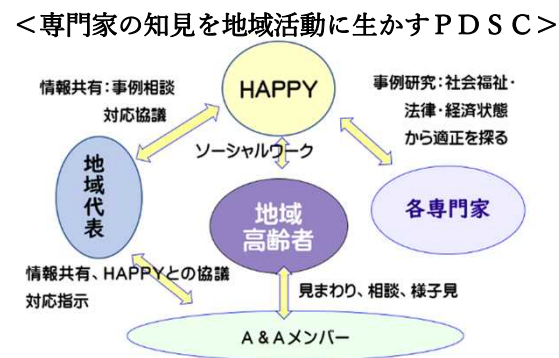 ＜専門家の知見を地域活動に生かすＰＤＳＣ＞
HAPPY
情報共有：事例相談
対応協議
事例研究：社会福祉・
法律・経済状態
から適正を探る
ソーシャルワーク
地域代表
地域
高齢者
各専門家
情報共有、HAPPYとの協議
対応指示
見まわり、相談、様子見
Ａ＆Ａメンバー